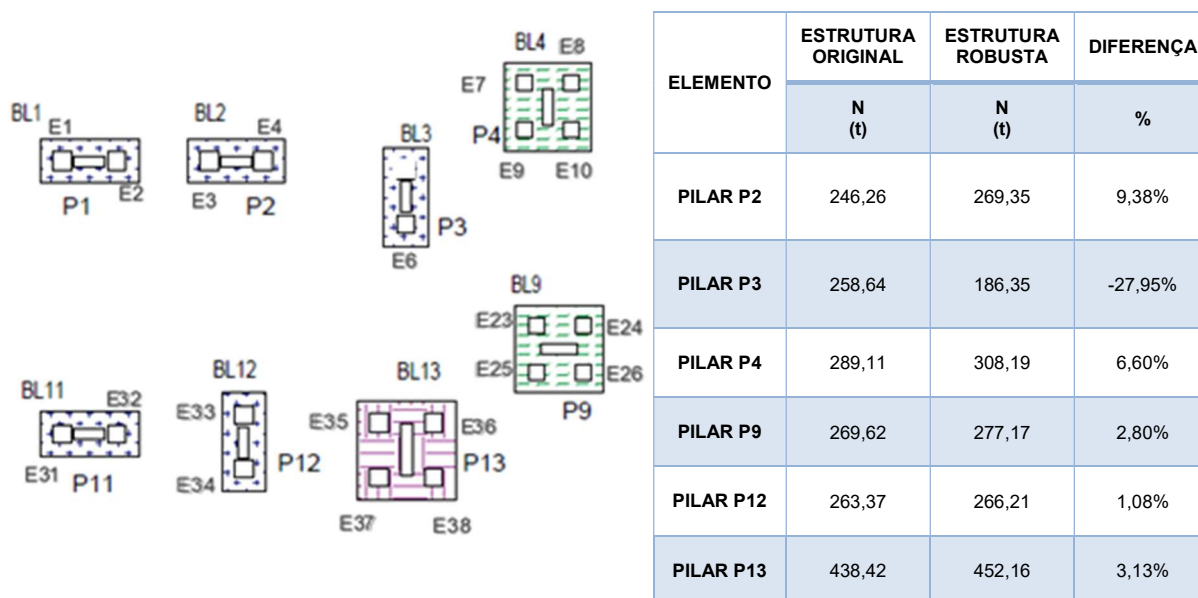 BL4 E8
E7
P4
E9 E10
BL1 E1
E2
P1
BL2 E4
E3 P2
BL3
P3
E6
BL9
E23 E24
E25 E26
P9
BL11 E32
E31 P11
BL12
E33
P12
E34
BL13
E35 E36
P13
E37 E38
ELEMENTO ESTRUTURA ORIGINAL ESTRUTURA ROBUSTA DIFERENÇA
N (t) N (t) %
PILAR P2 246,26 269,35 9,38%
PILAR P3 258,64 186,35 -27,95%
PILAR P4 289,11 308,19 6,60%
PILAR P9 269,62 277,17 2,80%
PILAR P12 263,37 266,21 1,08%
PILAR P13 438,42 452,16 3,13%